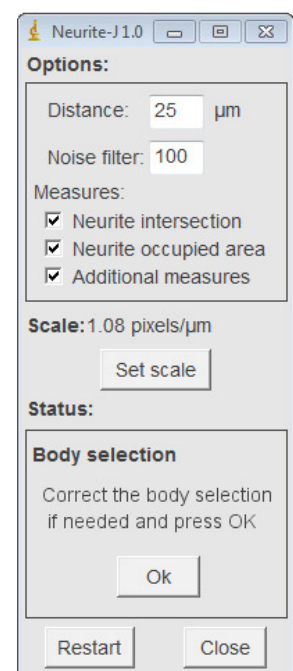 Neurite-J 1.0
Options:
Distance: 25 µm
Noise filter: 100
Measures:
Neurite intersection
Neurite occupied area
Additional measures
Scale: 1.08 pixels/µm
Set scale
Status:
Body selection
Correct the body selection
if needed and press OK
Ok
Restart Close